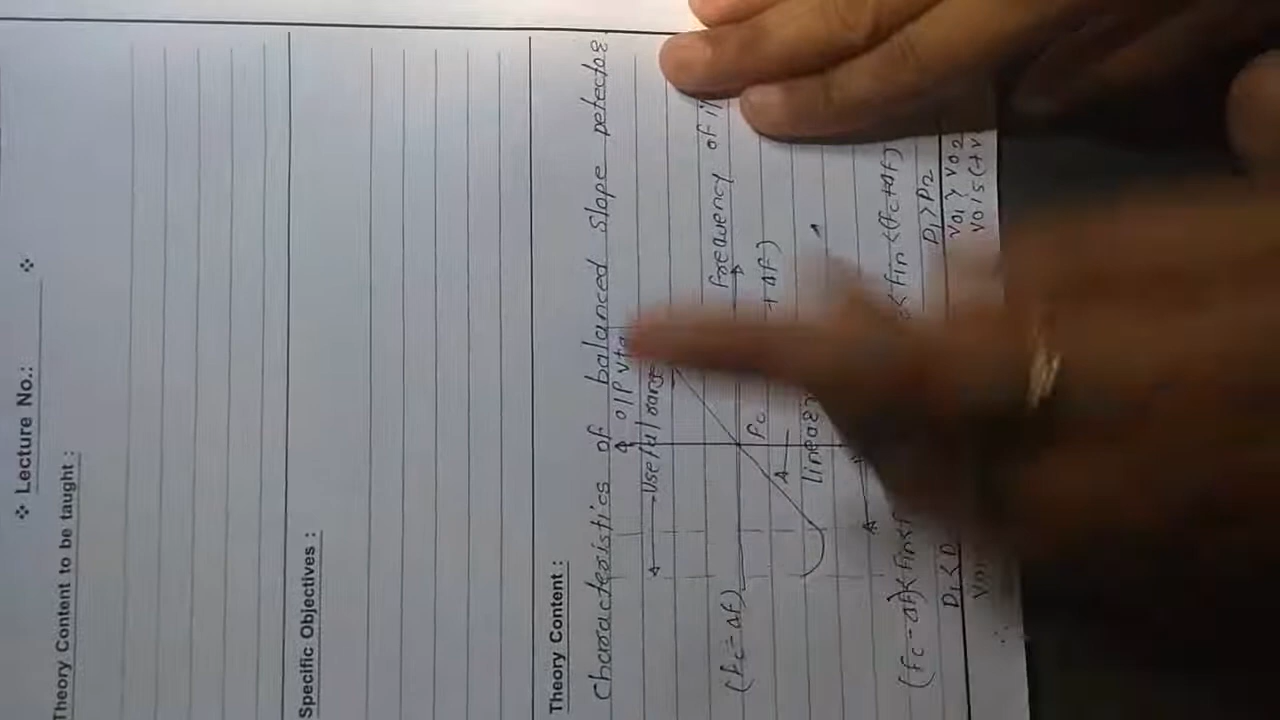 ❖ Lecture No.: ❖
Theory Content to be taught :
Specific Objectives :
Theory Content :
Characteristics of balanced slope detector
O/P Vtg
Useful range
frequency of
(fc-Δf)
fc
+Δf)
linear
(fc-Δf)<fin<f
<fin<(fc+Δf)
D1<D
D1>D2
Vo1
Vo1>Vo2
Vo is (+v